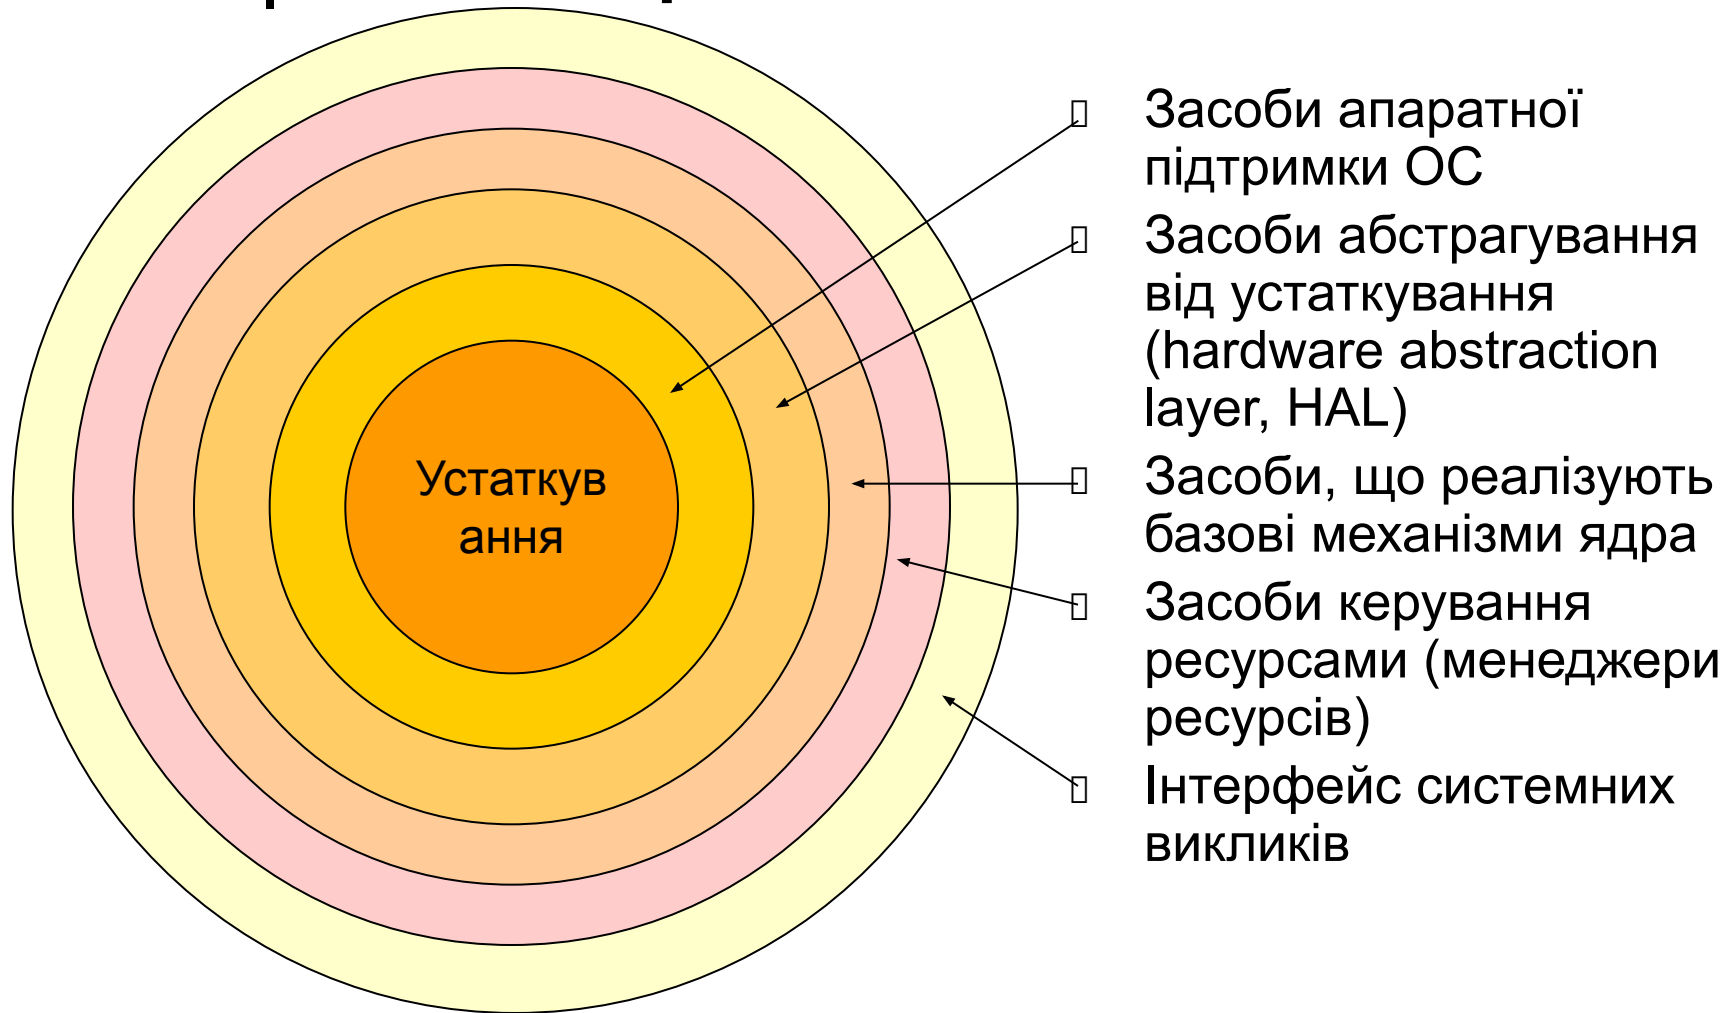 Засоби апаратної
підтримки ОС
Засоби абстрагування
від устаткування
(hardware abstraction
layer, HAL)
Засоби, що реалізують
базові механізми ядра
Засоби керування
ресурсами (менеджери
ресурсів)
Інтерфейс системних
викликів
Устаткув
ання